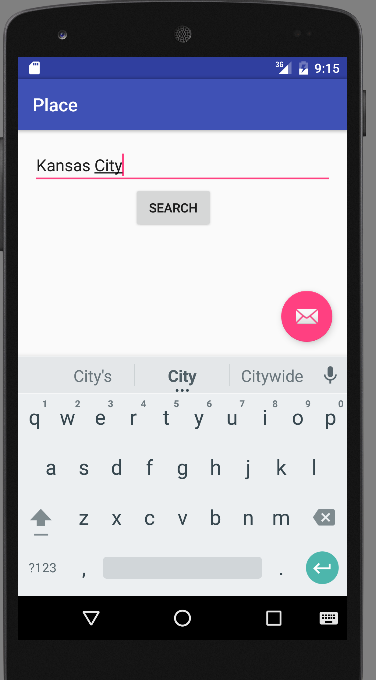 3G 9:15
Place
Kansas City
SEARCH
City's City Citywide
1 2 3 4 5 6 7 8 9 0
q w e r t y u i o p
a s d f g h j k l
z x c v b n m
?123 , .